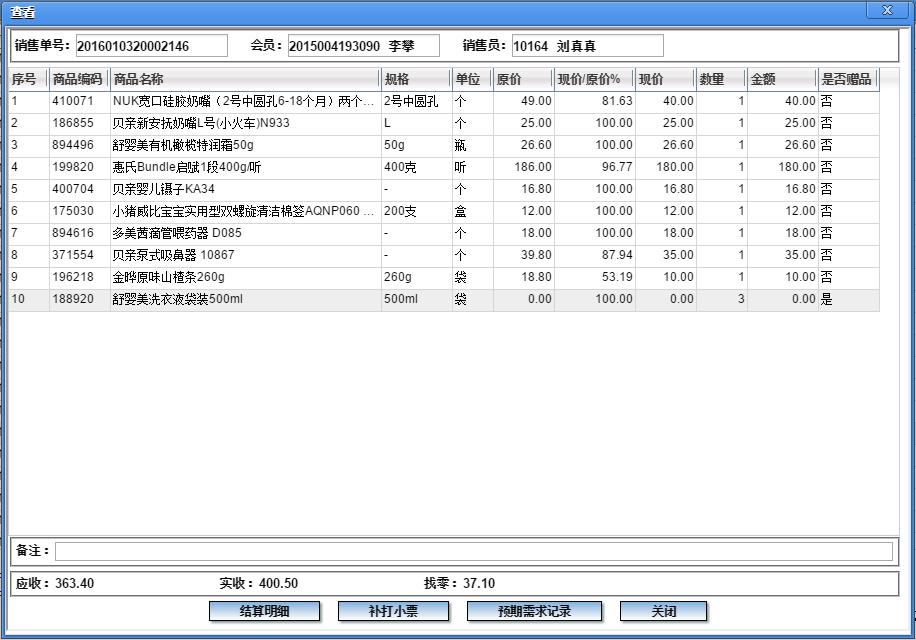 查看
X
销售单号: 2016010320002146 会员: 2015004193090 李攀 销售员: 10164 刘真真
序号 商品编码 商品名称 规格 单位 原价 现价/原价% 现价 数量 金额 是否赠品
1 410071 NUK宽口硅胶奶嘴（2号中圆孔6-18个月）两个... 2号中圆孔 个 49.00 81.63 40.00 1 40.00 否
2 186855 贝亲新安抚奶嘴L号(小火车)N933 L 个 25.00 100.00 25.00 1 25.00 否
3 894496 舒婴美有机橄榄特润霜50g 50g 瓶 26.60 100.00 26.60 1 26.60 否
4 199820 惠氏Bundle启赋1段400g/听 400克 听 186.00 96.77 180.00 1 180.00 否
5 400704 贝亲婴儿镊子KA34 - 个 16.80 100.00 16.80 1 16.80 否
6 175030 小猪威比宝宝实用型双螺旋清洁棉签AQNP060 ... 200支 盒 12.00 100.00 12.00 1 12.00 否
7 894616 多美茜滴管喂药器 D085 - 个 18.00 100.00 18.00 1 18.00 否
8 371554 贝亲泵式吸鼻器 10867 - 个 39.80 87.94 35.00 1 35.00 否
9 196218 金晔原味山楂条260g 260g 袋 18.80 53.19 10.00 1 10.00 否
10 188920 舒婴美洗衣液袋装500ml 500ml 袋 0.00 100.00 0.00 3 0.00 是
备注:
应收: 363.40 实收: 400.50 找零: 37.10
结算明细 补打小票 预期需求记录 关闭